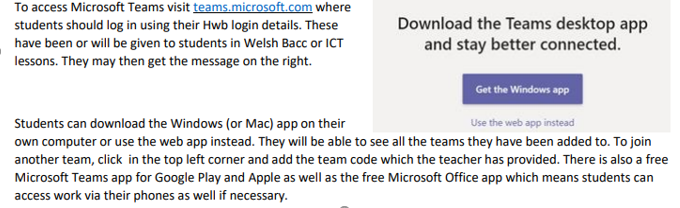 To access Microsoft Teams visit teams.microsoft.com where
students should log in using their Hwb login details. These
have been or will be given to students in Welsh Bacc or ICT
lessons. They may then get the message on the right.
Download the Teams desktop app
and stay better connected.
Get the Windows app
Use the web app instead
Students can download the Windows (or Mac) app on their
own computer or use the web app instead. They will be able to see all the teams they have been added to. To join
another team, click  in the top left corner and add the team code which the teacher has provided. There is also a free
Microsoft Teams app for Google Play and Apple as well as the free Microsoft Office app which means students can
access work via their phones as well if necessary.